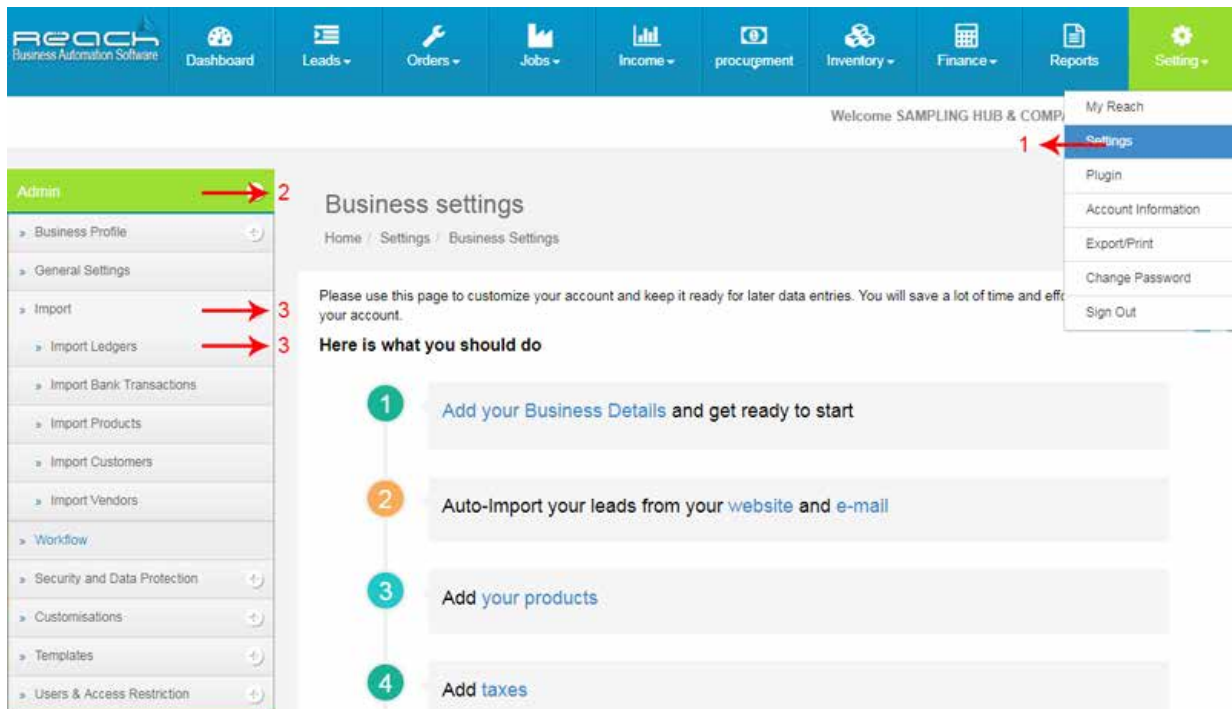 Reach
Business Automation Software
Dashboard
Leads
Orders
Jobs
Income
procurement
Inventory
Finance
Reports
Setting
Welcome SAMPLING HUB &
My Reach
1
Settings
Plugin
Account Information
Export/Print
Change Password
Sign Out
Admin
2
» Business Profile
» General Settings
» Import
3
» Import Ledgers
3
» Import Bank Transactions
» Import Products
» Import Customers
» Import Vendors
» Workflow
» Security and Data Protection
» Customisations
» Templates
» Users & Access Restriction
Business settings
Home / Settings / Business Settings
Please use this page to customize your account and keep it ready for later data entries. You will save a lot of time and
your account.
Here is what you should do
1
Add your Business Details and get ready to start
2
Auto-Import your leads from your website and e-mail
3
Add your products
4
Add taxes